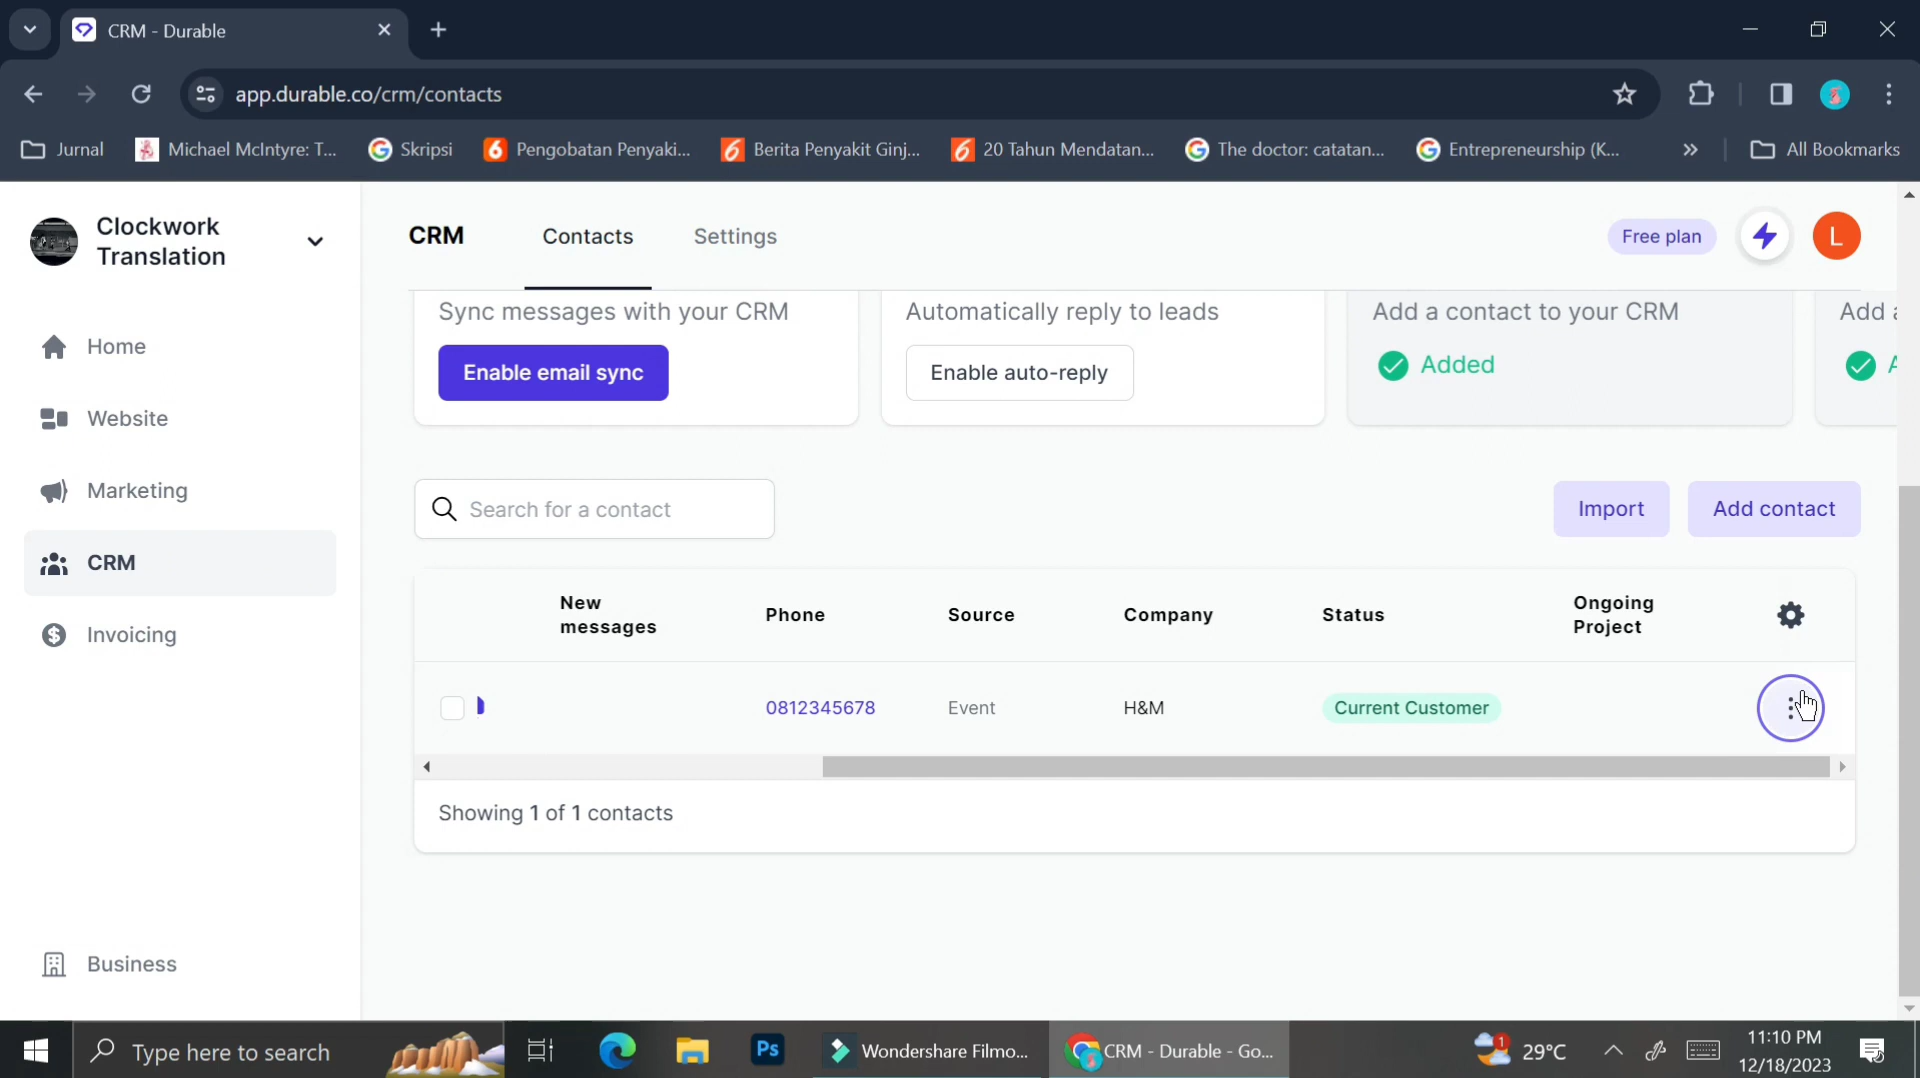 CRM - Durable
app.durable.co/crm/contacts
Jurnal
Michael McIntyre: T...
Skripsi
Pengobatan Penyaki...
Berita Penyakit Ginj...
20 Tahun Mendatan...
The doctor: catatan...
Entrepreneurship (K...
All Bookmarks
Clockwork
Translation
CRM
Contacts
Settings
Free plan
L
Home
Website
Marketing
CRM
Invoicing
Business
Sync messages with your CRM
Enable email sync
Automatically reply to leads
Enable auto-reply
Add a contact to your CRM
Added
Add a
A
Search for a contact
Import
Add contact
New
messages
Phone
Source
Company
Status
Ongoing
Project
0812345678
Event
H&M
Current Customer
Showing 1 of 1 contacts
Type here to search
Ps
Wondershare Filmo...
CRM - Durable - Go...
1
29°C
11:10 PM
12/18/2023